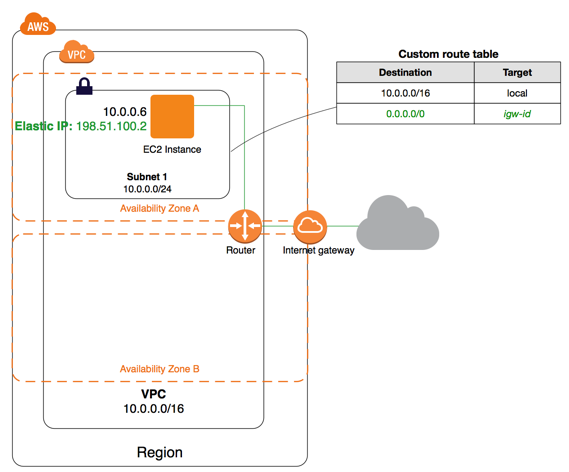 AWS
VPC
Custom route table
Destination Target
10.0.0.0/16 local
0.0.0.0/0 igw-id
10.0.0.6
Elastic IP: 198.51.100.2
EC2 Instance
Subnet 1
10.0.0.0/24
Availability Zone A
Router
Internet gateway
Availability Zone B
VPC
10.0.0.0/16
Region